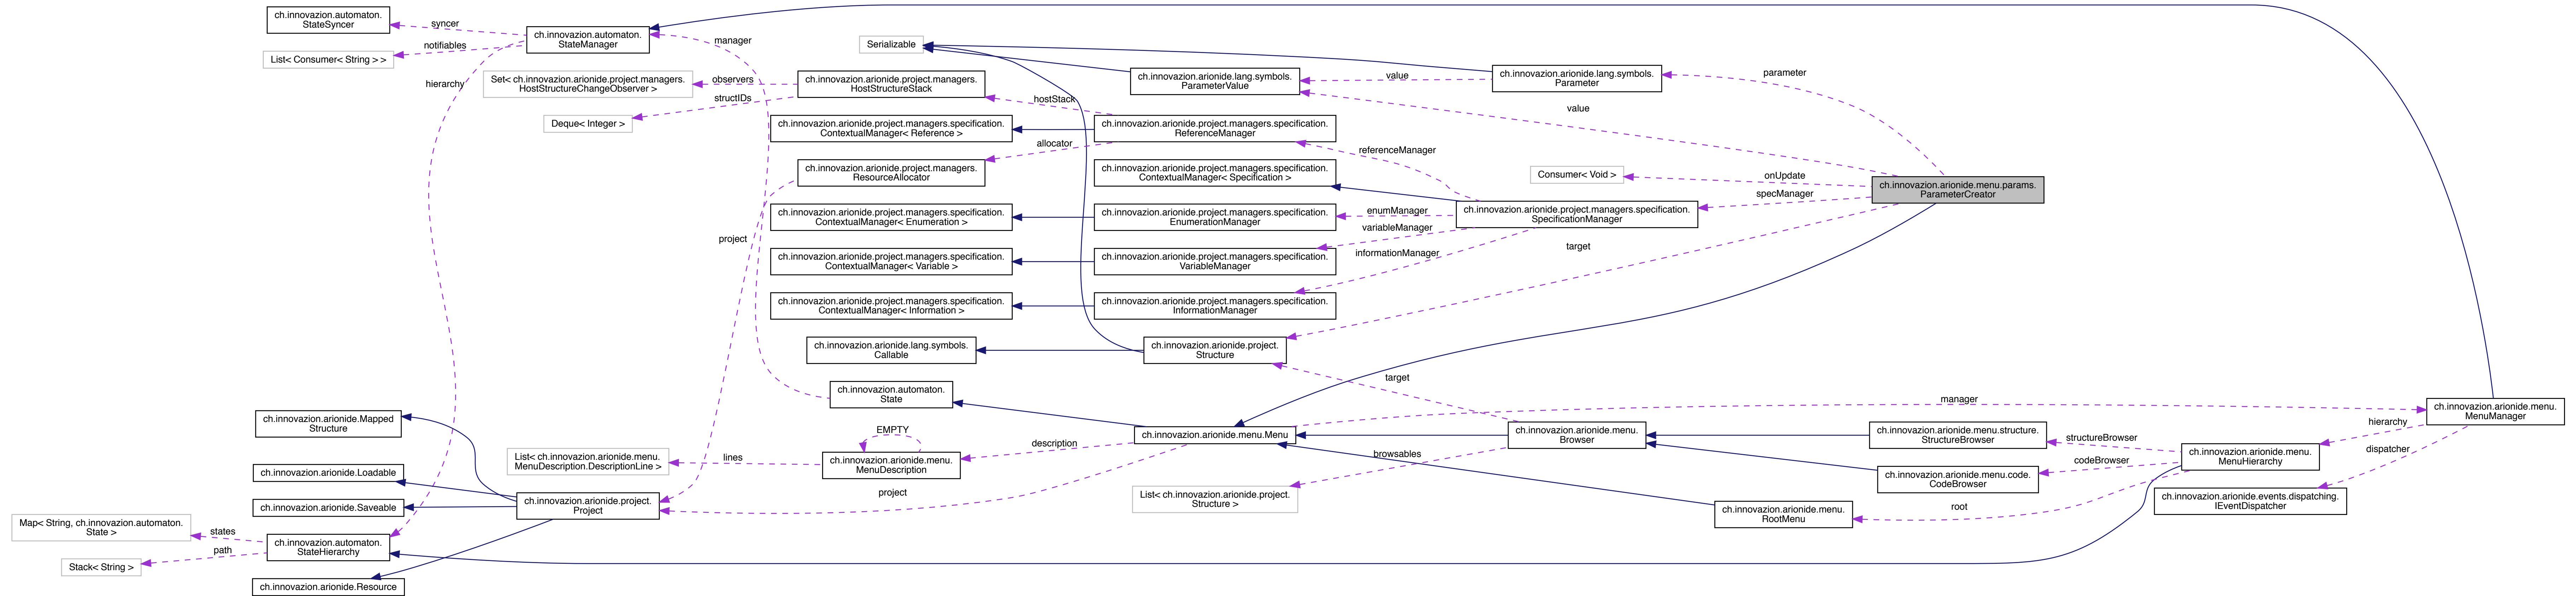 ch.innovazion.automaton.
StateSyncer
List< Consumer< String > >
syncer
notifiables
hierarchy
ch.innovazion.automaton.
StateManager
manager
Set< ch.innovazion.arionide.project.managers.
HostStructureChangeObserver >
observers
Deque< Integer >
structIDs
ch.innovazion.arionide.project.managers.
HostStructureStack
hostStack
Serializable
ch.innovazion.arionide.lang.symbols.
ParameterValue
value
ch.innovazion.arionide.lang.symbols.
Parameter
parameter
value
ch.innovazion.arionide.project.managers.specification.
ContextualManager< Reference >
ch.innovazion.arionide.project.managers.specification.
ReferenceManager
allocator
ch.innovazion.arionide.project.managers.
ResourceAllocator
referenceManager
ch.innovazion.arionide.project.managers.specification.
ContextualManager< Specification >
Consumer< Void >
onUpdate
specManager
ch.innovazion.arionide.menu.params.
ParameterCreator
ch.innovazion.arionide.project.managers.specification.
ContextualManager< Enumeration >
ch.innovazion.arionide.project.managers.specification.
EnumerationManager
enumManager
variableManager
informationManager
ch.innovazion.arionide.project.managers.specification.
SpecificationManager
target
project
ch.innovazion.arionide.project.managers.specification.
ContextualManager< Variable >
ch.innovazion.arionide.project.managers.specification.
VariableManager
ch.innovazion.arionide.project.managers.specification.
ContextualManager< Information >
ch.innovazion.arionide.project.managers.specification.
InformationManager
ch.innovazion.arionide.lang.symbols.
Callable
ch.innovazion.arionide.project.
Structure
target
ch.innovazion.automaton.
State
manager
ch.innovazion.arionide.menu.
MenuManager
ch.innovazion.arionide.Mapped
Structure
EMPTY
ch.innovazion.arionide.menu.Menu
description
ch.innovazion.arionide.menu.
Browser
ch.innovazion.arionide.menu.structure.
StructureBrowser
structureBrowser
hierarchy
dispatcher
List< ch.innovazion.arionide.menu.
MenuDescription.DescriptionLine >
lines
ch.innovazion.arionide.menu.
MenuDescription
browsables
codeBrowser
ch.innovazion.arionide.menu.
MenuHierarchy
ch.innovazion.arionide.Loadable
ch.innovazion.arionide.menu.code.
CodeBrowser
project
List< ch.innovazion.arionide.project.
Structure >
ch.innovazion.arionide.events.dispatching.
IEventDispatcher
ch.innovazion.arionide.Saveable
ch.innovazion.arionide.project.
Project
ch.innovazion.arionide.menu.
RootMenu
root
Map< String, ch.innovazion.automaton.
State >
states
path
Stack< String >
ch.innovazion.automaton.
StateHierarchy
ch.innovazion.arionide.Resource